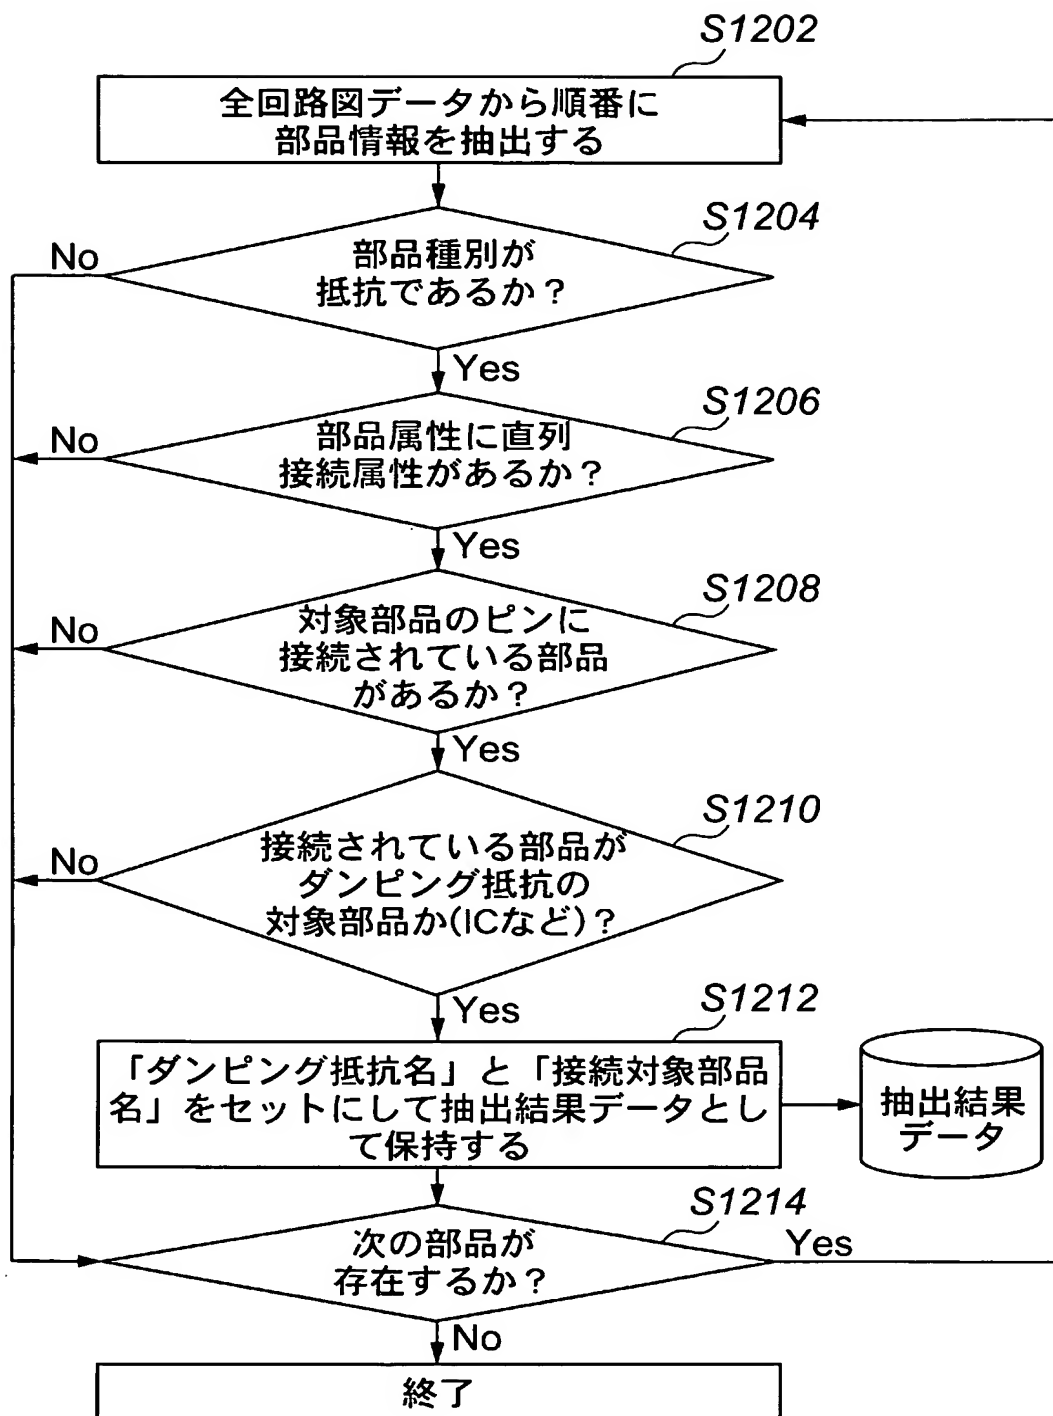 S1202
全回路図データから順番に
部品情報を抽出する
S1204
部品種別が
抵抗であるか？
No
Yes
S1206
部品属性に直列
接続属性があるか？
No
Yes
S1208
対象部品のピンに
接続されている部品
があるか？
No
Yes
S1210
接続されている部品が
ダンピング抵抗の
対象部品か(ICなど)？
No
Yes
S1212
「ダンピング抵抗名」と「接続対象部品
名」をセットにして抽出結果データとし
て保持する
抽出結果
データ
S1214
次の部品が
存在するか？
Yes
No
終了